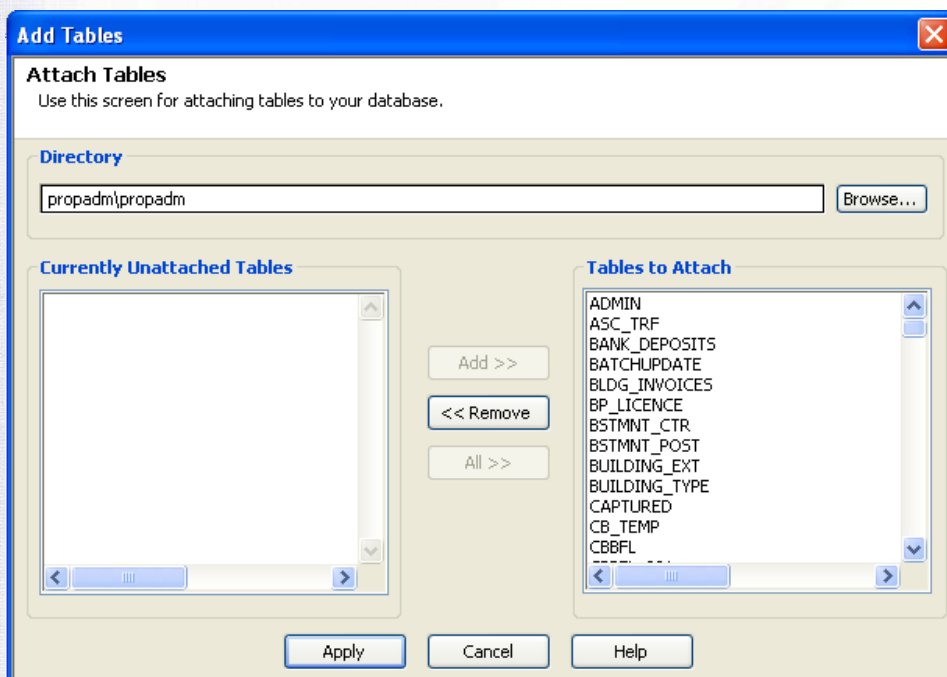 Add Tables
Attach Tables
Use this screen for attaching tables to your database.
Directory
propadm\propadm
Browse...
Currently Unattached Tables
Tables to Attach
ADMIN
ASC_TRF
BANK_DEPOSITS
BATCHUPDATE
BLDG_INVOICES
BP_LICENCE
BSTMNT_CTR
BSTMNT_POST
BUILDING_EXT
BUILDING_TYPE
CAPTURED
CB_TEMP
CBBFL
Add >>
<< Remove
All >>
Apply
Cancel
Help